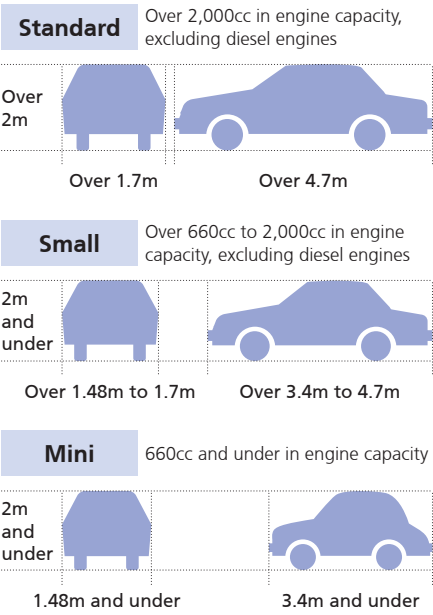 Standard
Over 2,000cc in engine capacity,
excluding diesel engines
Over
2m
Over 1.7m
Over 4.7m
Small
Over 660cc to 2,000cc in engine
capacity, excluding diesel engines
2m
and
under
Over 1.48m to 1.7m
Over 3.4m to 4.7m
Mini
660cc and under in engine capacity
2m
and
under
1.48m and under
3.4m and under